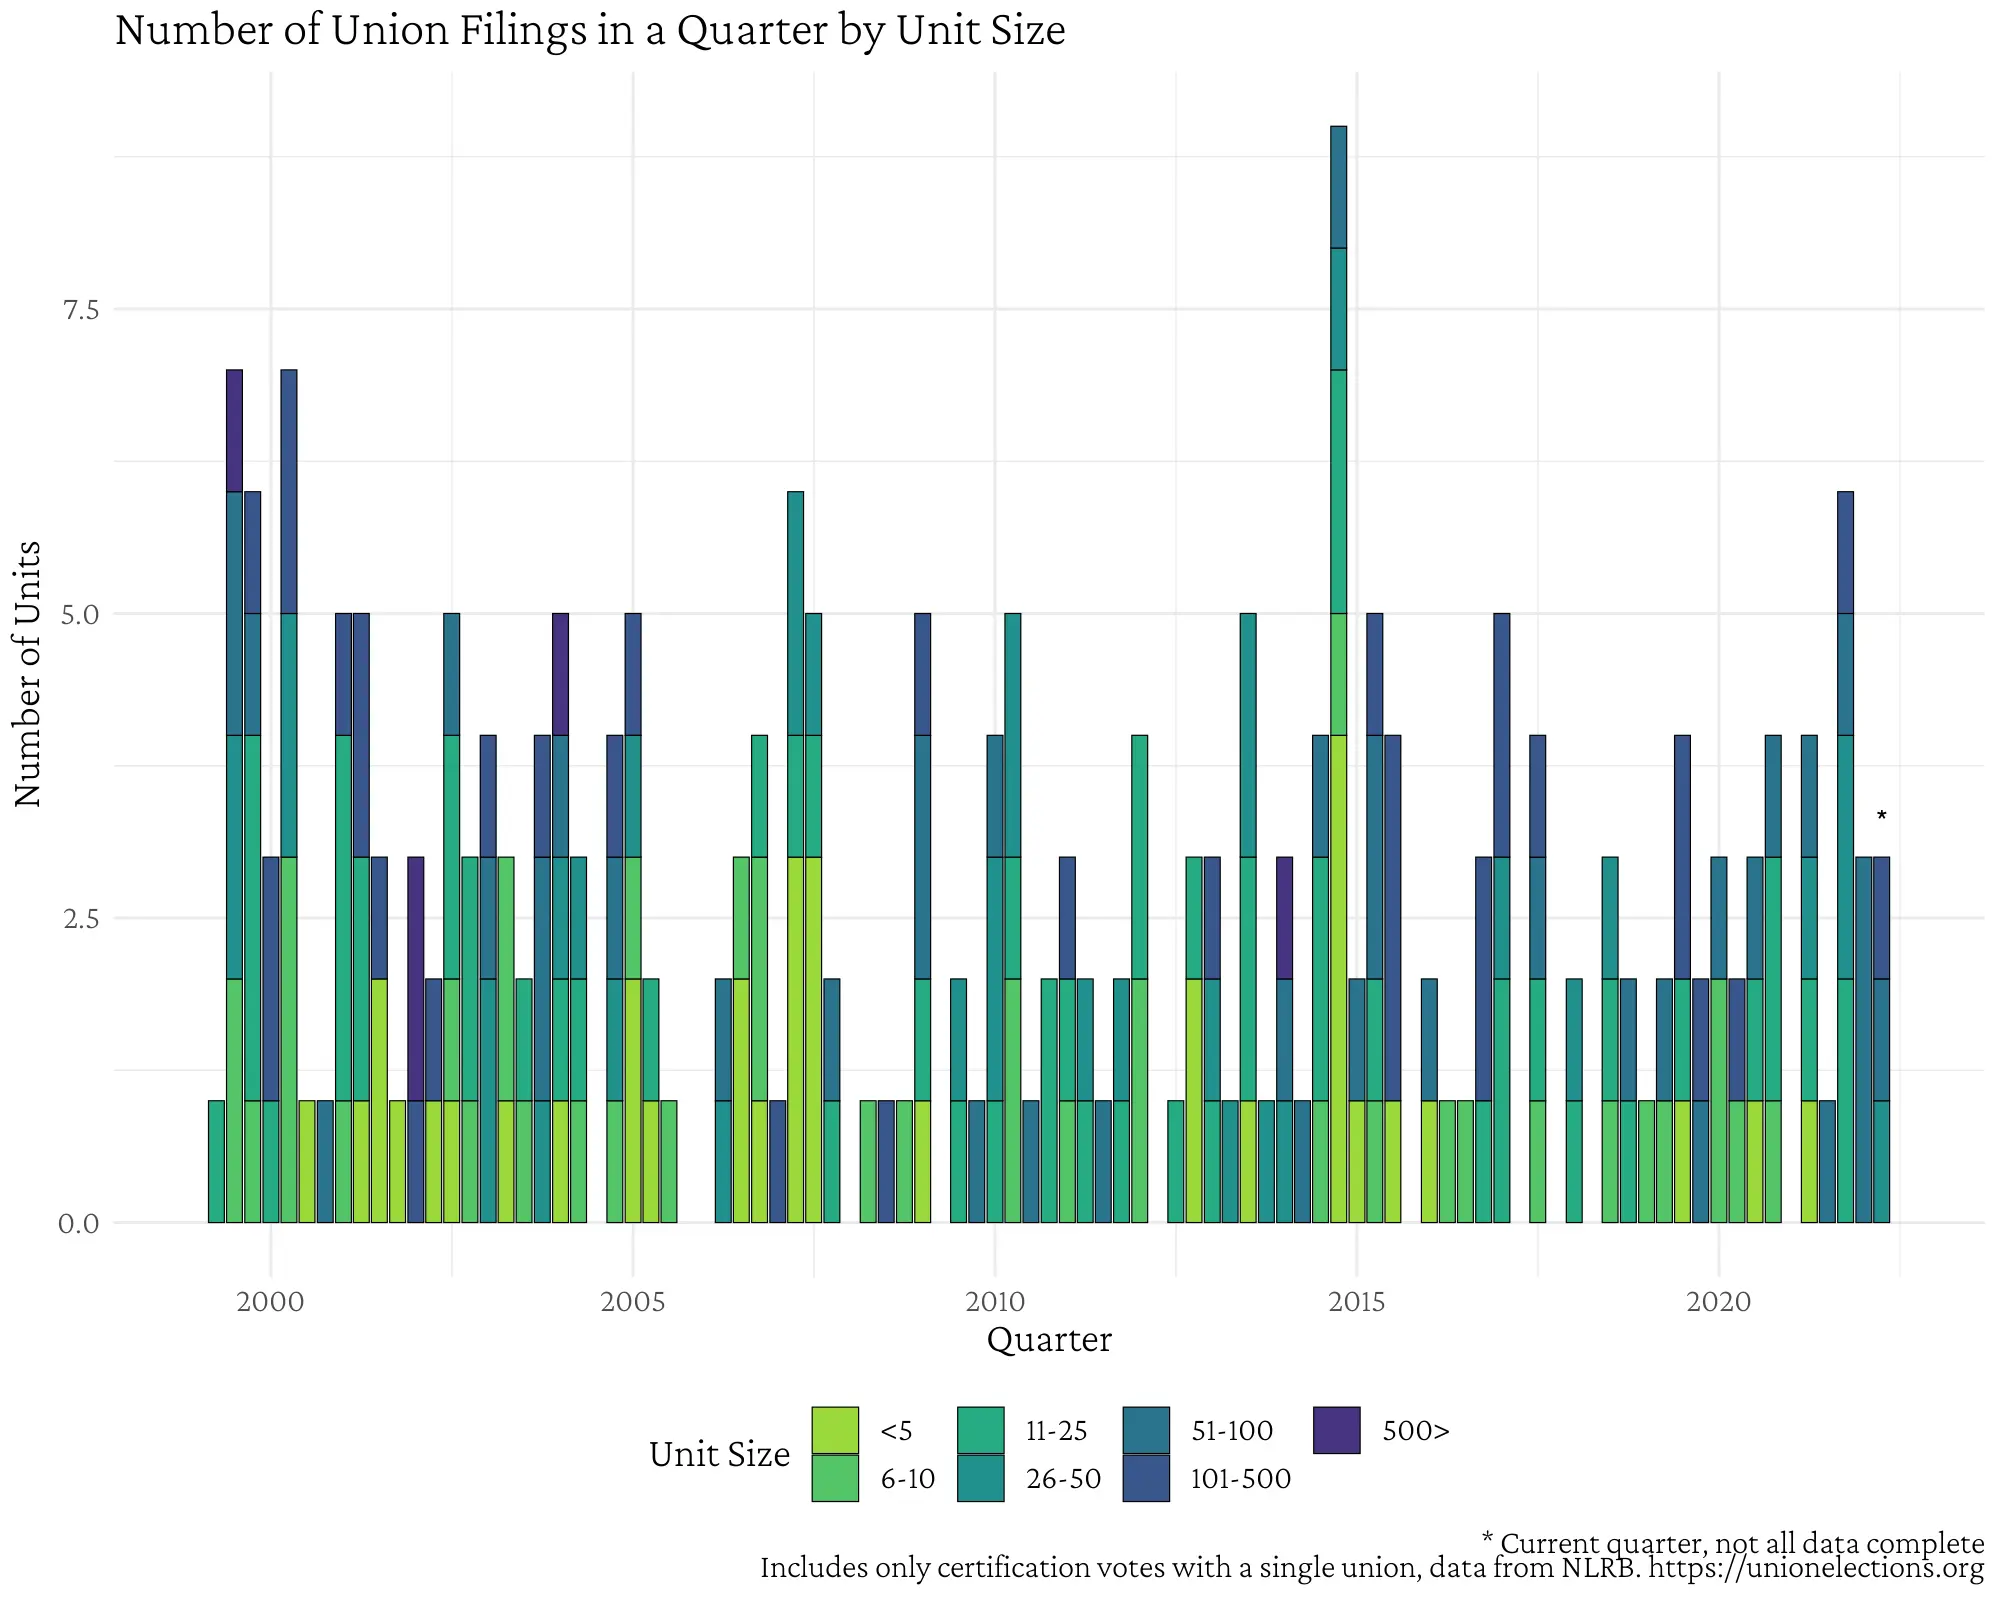 Number of Union Filings in a Quarter by Unit Size
Number of Units
7.5
5.0
2.5
0.0
*
2000 2005 2010 2015 2020
Quarter
Unit Size
<5 11-25 51-100 500>
6-10 26-50 101-500
* Current quarter, not all data complete
Includes only certification votes with a single union, data from NLRB. https://unionelections.org